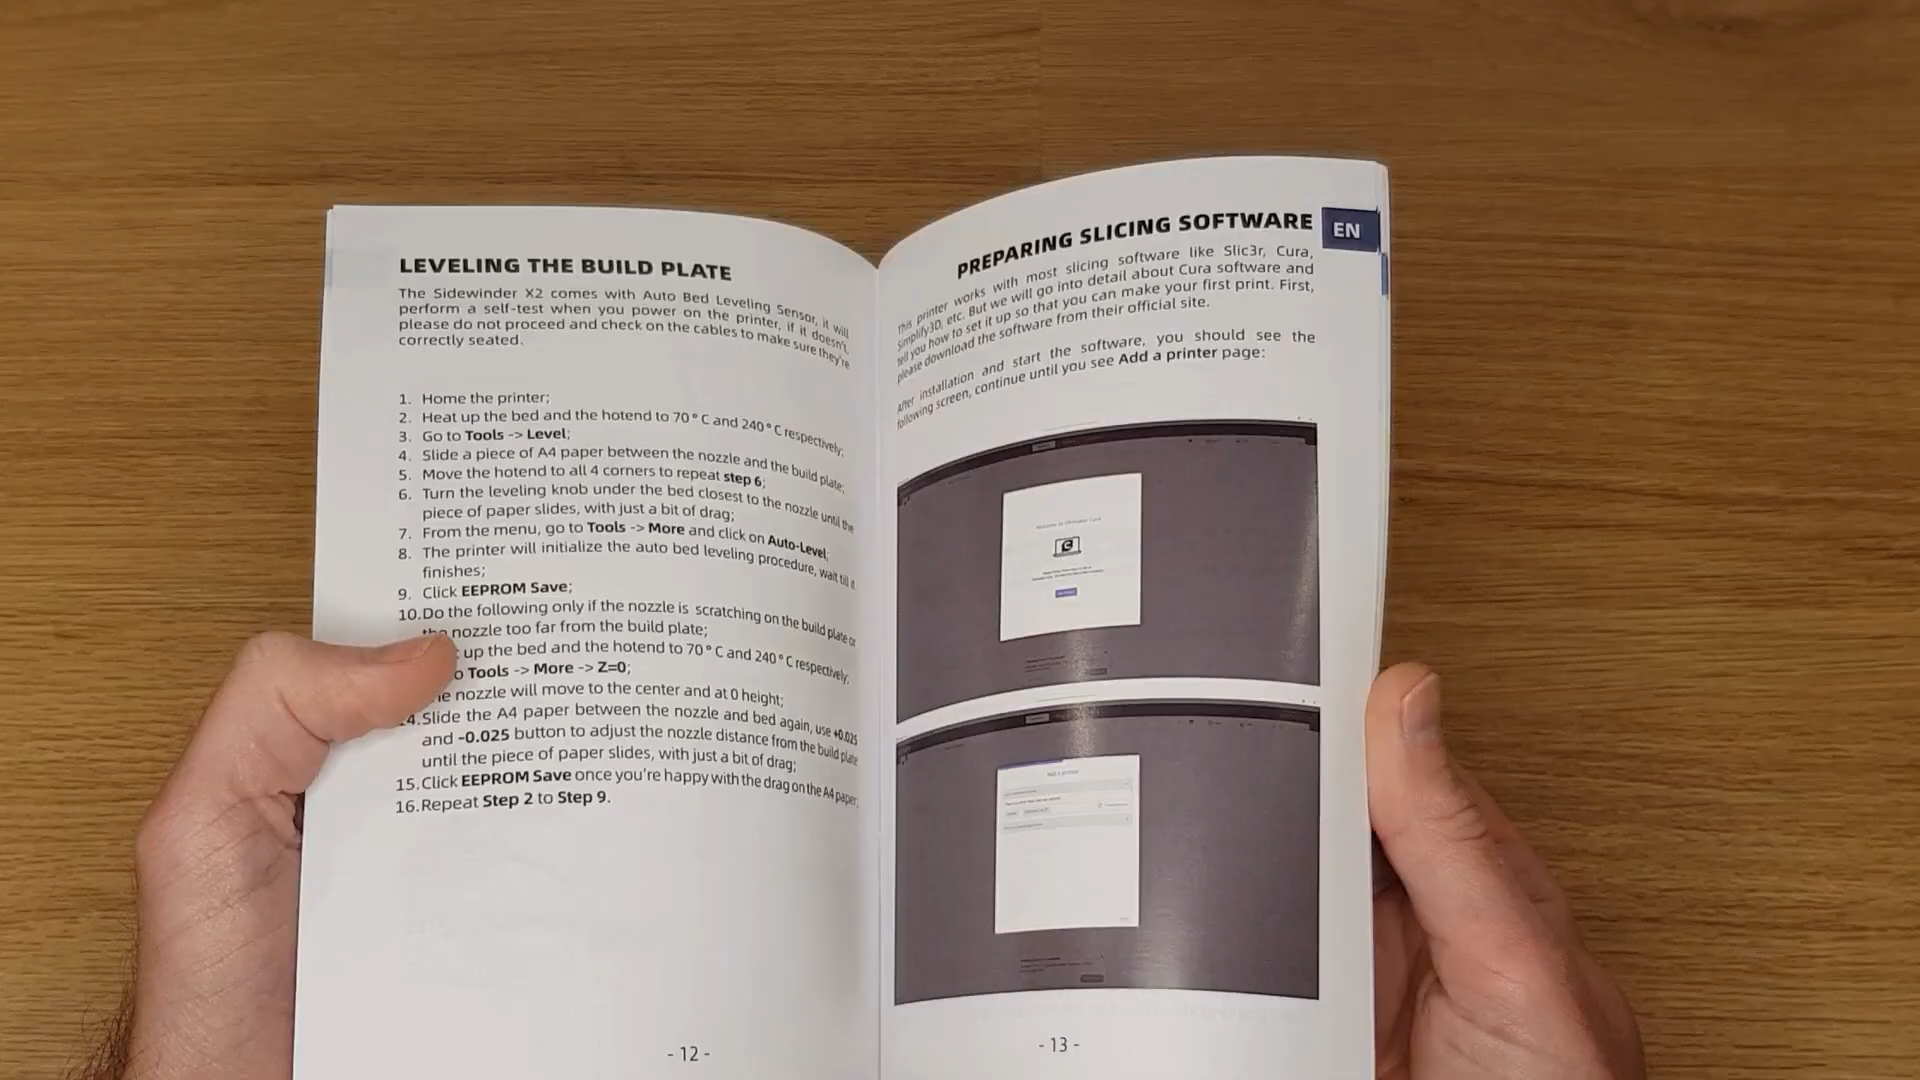 LEVELING THE BUILD PLATE
The Sidewinder X2 comes with Auto Bed Leveling Sensor, it will
perform a self-test when you power on the printer, if it doesn't,
please do not proceed and check on the cables to make sure they're
correctly seated.
1. Home the printer;
2. Heat up the bed and the hotend to 70°C and 240°C respectively;
3. Go to Tools -> Level;
4. Slide a piece of A4 paper between the nozzle and the build plate;
5. Move the hotend to all 4 corners to repeat step 6;
6. Turn the leveling knob under the bed closest to the nozzle until the
piece of paper slides, with just a bit of drag;
7. From the menu, go to Tools -> More and click on Auto-Level;
8. The printer will initialize the auto bed leveling procedure, wait till it
finishes;
9. Click EEPROM Save;
10. Do the following only if the nozzle is scratching on the build plate or
the nozzle too far from the build plate;
up the bed and the hotend to 70°C and 240°C respectively;
Tools -> More -> Z=0;
nozzle will move to the center and at 0 height;
14. Slide the A4 paper between the nozzle and bed again, use +0.025
and -0.025 button to adjust the nozzle distance from the build plate
until the piece of paper slides, with just a bit of drag;
15. Click EEPROM Save once you're happy with the drag on the A4 paper;
16. Repeat Step 2 to Step 9.
- 12 -
PREPARING SLICING SOFTWARE
EN
This printer works with most slicing software like Slic3r, Cura,
Simplify3D, etc. But we will go into detail about Cura software and
tell you how to set it up so that you can make your first print. First,
please download the software from their official site.
After installation and start the software, you should see the
following screen, continue until you see Add a printer page:
Welcome to Ultimaker Cura
Add a printer
- 13 -